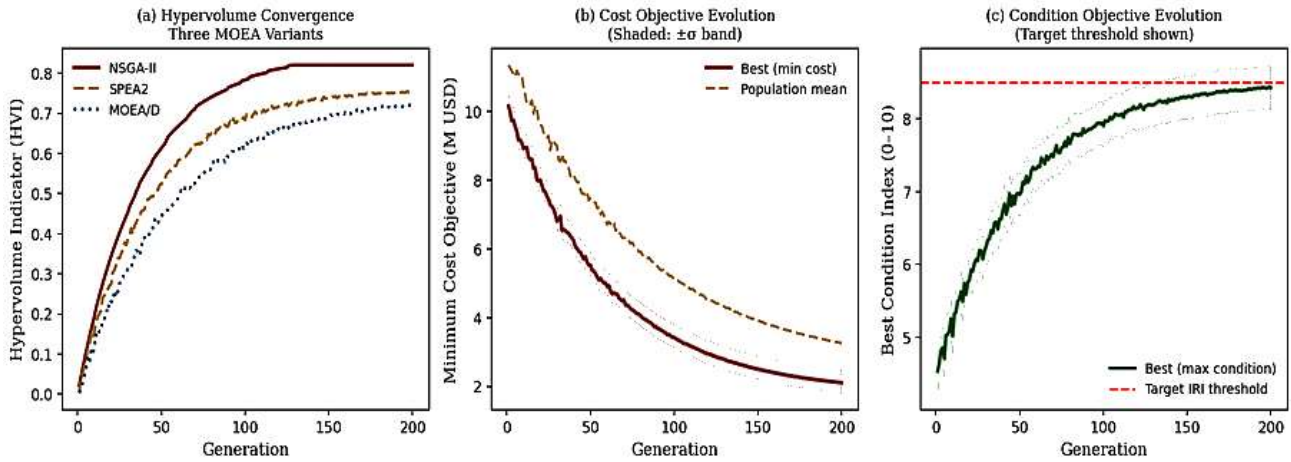 (a) Hypervolume Convergence
Three MOEA Variants
Hypervolume Indicator (HVI)
0.8
0.7
0.6
0.5
0.4
0.3
0.2
0.1
0.0
NSGA-II
SPEA2
MOEA/D
0 50 100 150 200
Generation
(b) Cost Objective Evolution
(Shaded: ±σ band)
Minimum Cost Objective (M USD)
10
8
6
4
2
Best (min cost)
Population mean
0 50 100 150 200
Generation
(c) Condition Objective Evolution
(Target threshold shown)
Best Condition Index (0–10)
8
7
6
5
Best (max condition)
Target IRI threshold
0 50 100 150 200
Generation